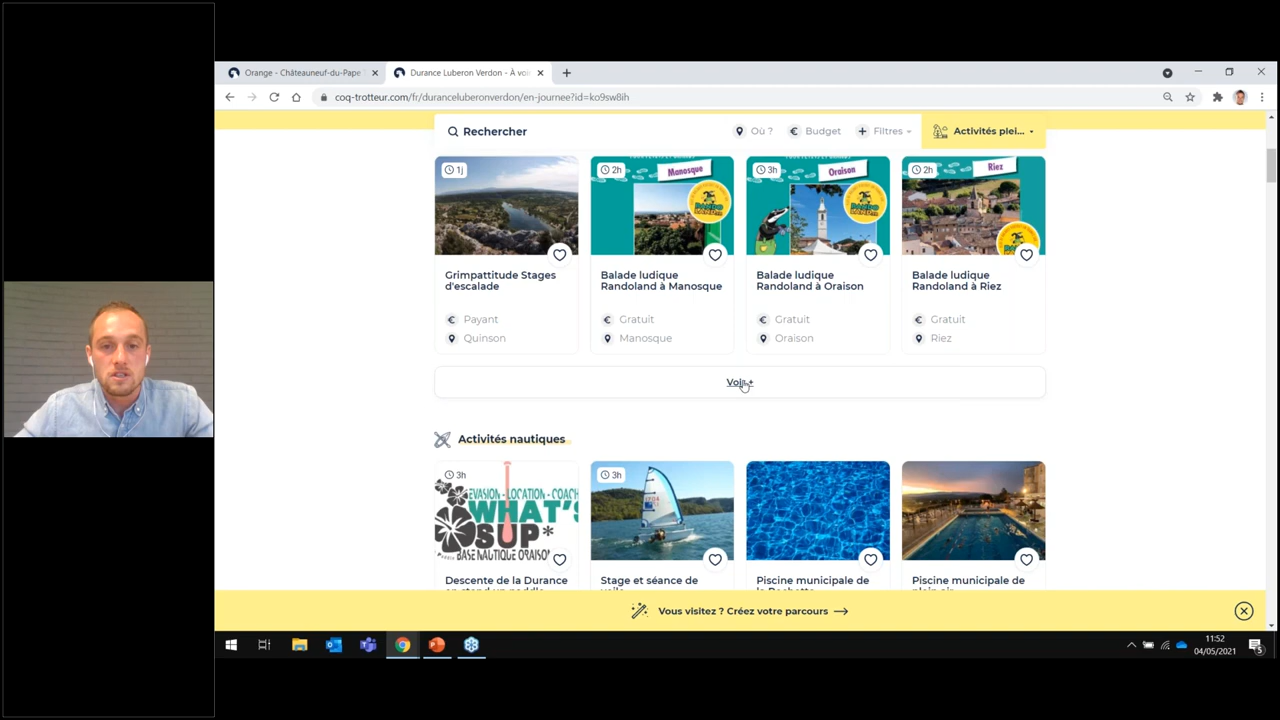 Orange - Châteauneuf-du-Pape
Durance Luberon Verdon - À voi
coq-trotteur.com/fr/duranceluberonverdon/en-journee?id=ko9sw8ih
Rechercher
Où ?
Budget
Filtres
Activités plei...
1j
2h
Manosque
3h
Oraison
2h
Riez
Grimpattitude Stages
d'escalade
Balade ludique
Randoland à Manosque
Balade ludique
Randoland à Oraison
Balade ludique
Randoland à Riez
Payant
Gratuit
Gratuit
Gratuit
Quinson
Manosque
Oraison
Riez
Voir +
Activités nautiques
3h
EVASION - LOCATION - COACH
WHAT'S
SUP*
BASE NAUTIQUE ORAISON
3h
Descente de la Durance
Stage et séance de
Piscine municipale de
Piscine municipale de
Vous visitez ? Créez votre parcours
11:52
04/05/2021
5